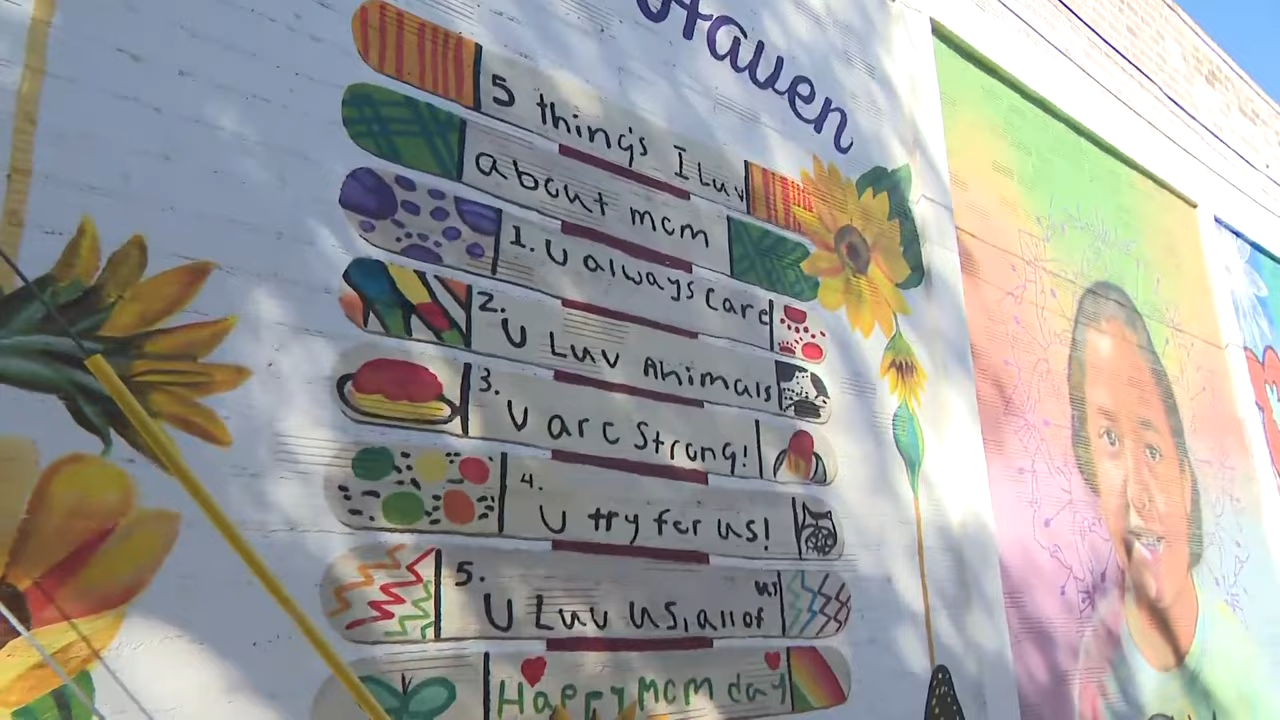 Haven
5 things I Luv
about mom
1. U always Care
2. U Luv Animals
3. U are Strong!
4. U try for us!
5. U Luv us, all of us
Happy mom day